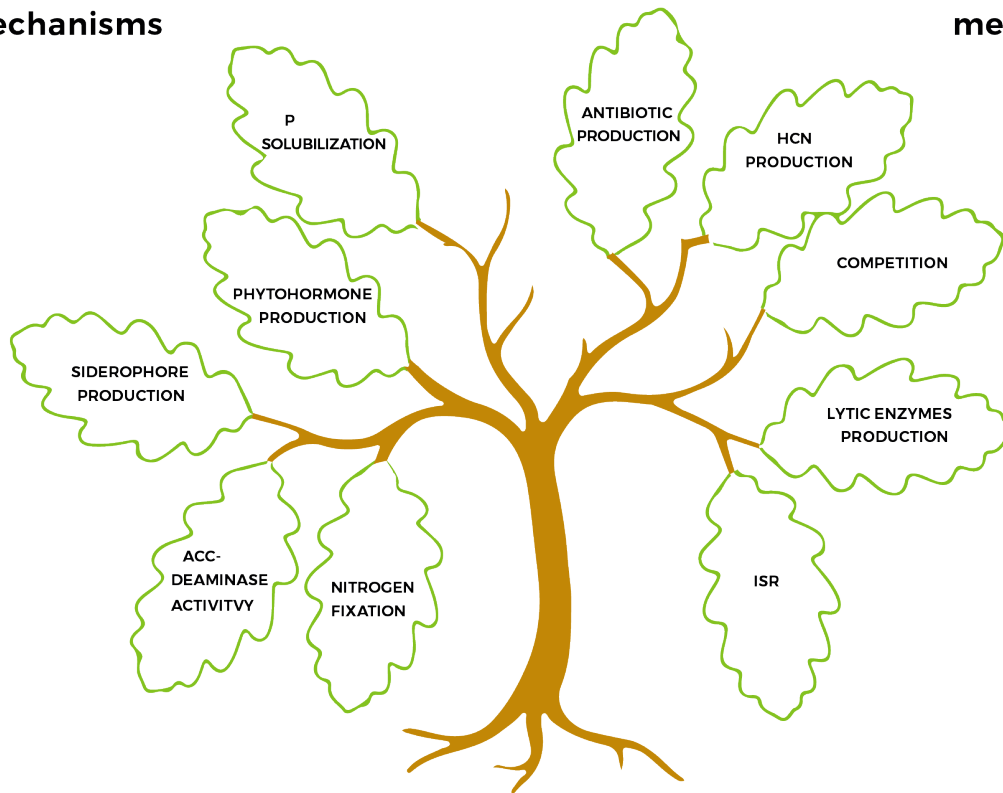 echanisms
me
P
SOLUBILIZATION
ANTIBIOTIC
PRODUCTION
HCN
PRODUCTION
PHYTOHORMONE
PRODUCTION
COMPETITION
SIDEROPHORE
PRODUCTION
LYTIC ENZYMES
PRODUCTION
ACC-
DEAMINASE
ACTIVITVY
NITROGEN
FIXATION
ISR